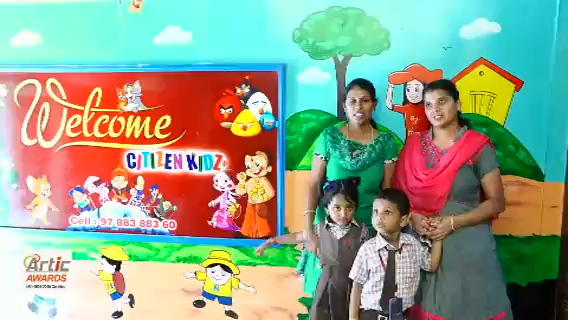 Welcome
CITIZEN KIDZ
Cell : 97 883 883 60
Artic
AWARDS